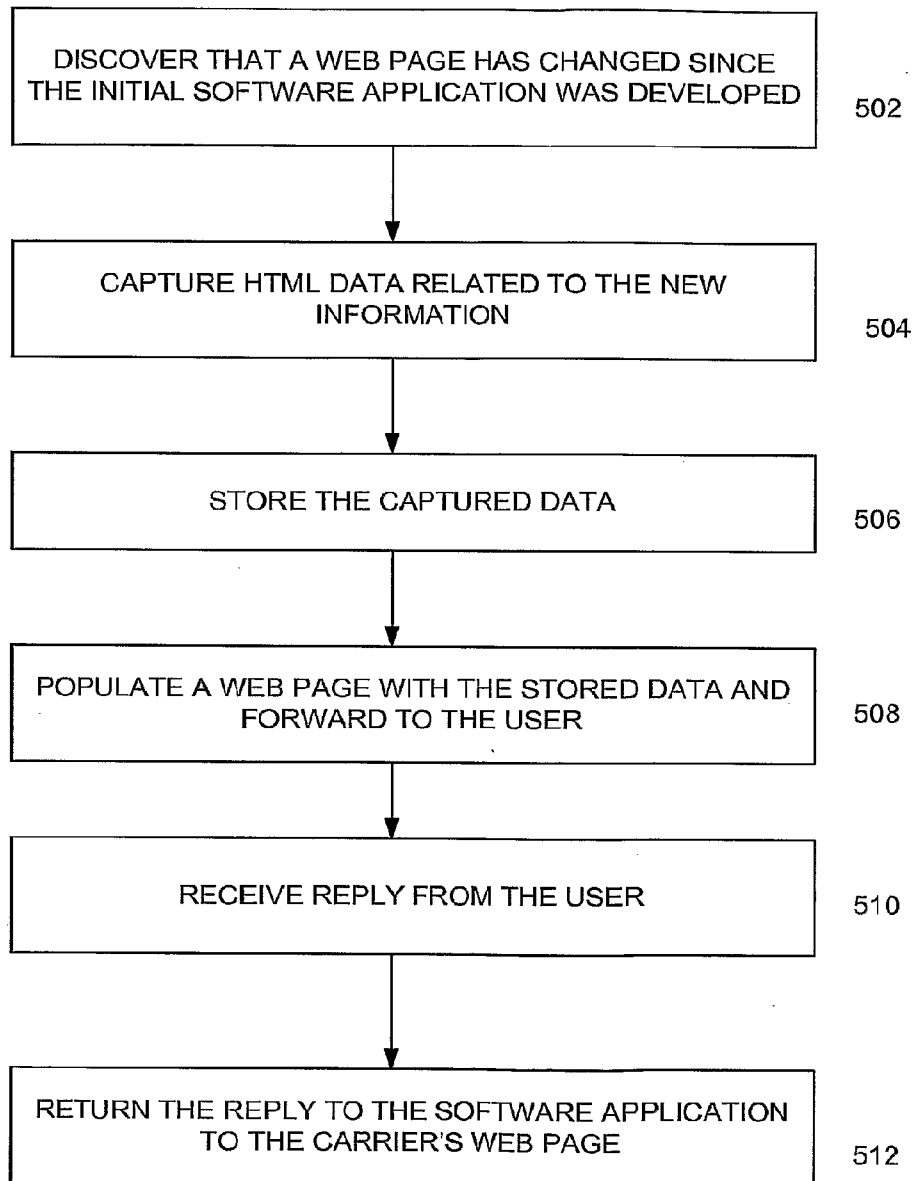 DISCOVER THAT A WEB PAGE HAS CHANGED SINCE
THE INITIAL SOFTWARE APPLICATION WAS DEVELOPED
502
CAPTURE HTML DATA RELATED TO THE NEW
INFORMATION
504
STORE THE CAPTURED DATA
506
POPULATE A WEB PAGE WITH THE STORED DATA AND
FORWARD TO THE USER
508
RECEIVE REPLY FROM THE USER
510
RETURN THE REPLY TO THE SOFTWARE APPLICATION
TO THE CARRIER'S WEB PAGE
512